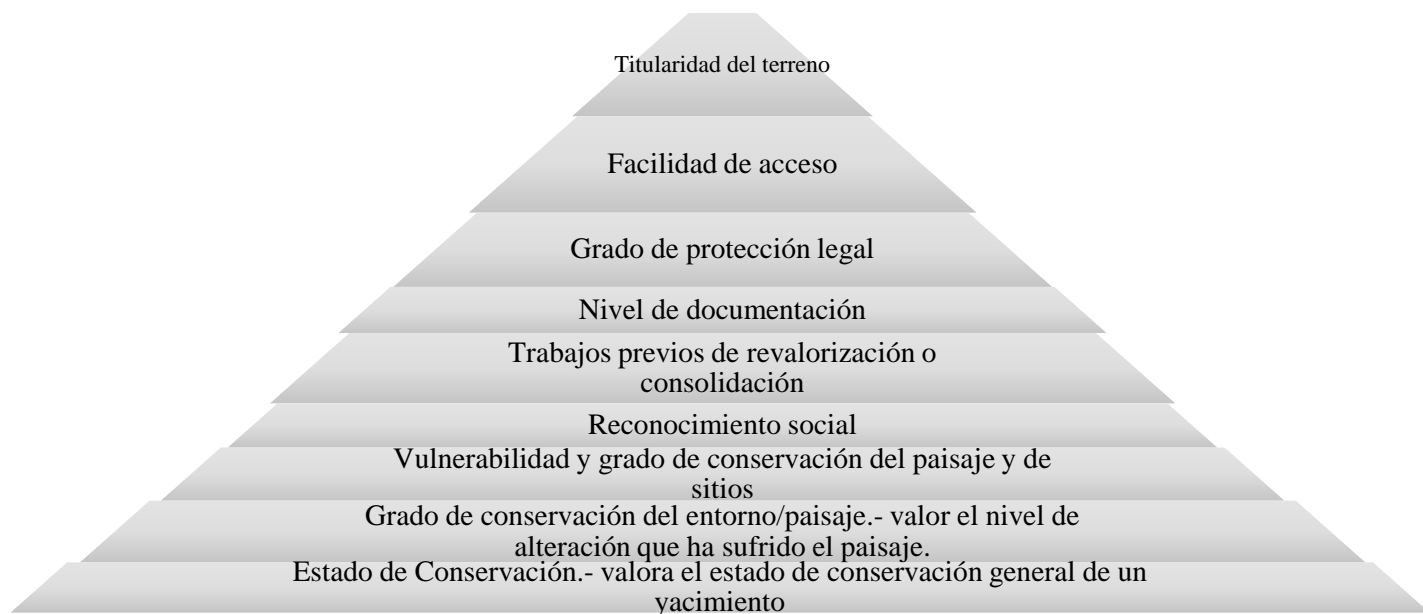 Titularidad del terreno
Facilidad de acceso
Grado de protección legal
Nivel de documentación
Trabajos previos de revalorización o
consolidación
Reconocimiento social
Vulnerabilidad y grado de conservación del paisaje y de
sitios
Grado de conservación del entorno/paisaje.- valor el nivel de
alteración que ha sufrido el paisaje.
Estado de Conservación.- valora el estado de conservación general de un
yacimiento